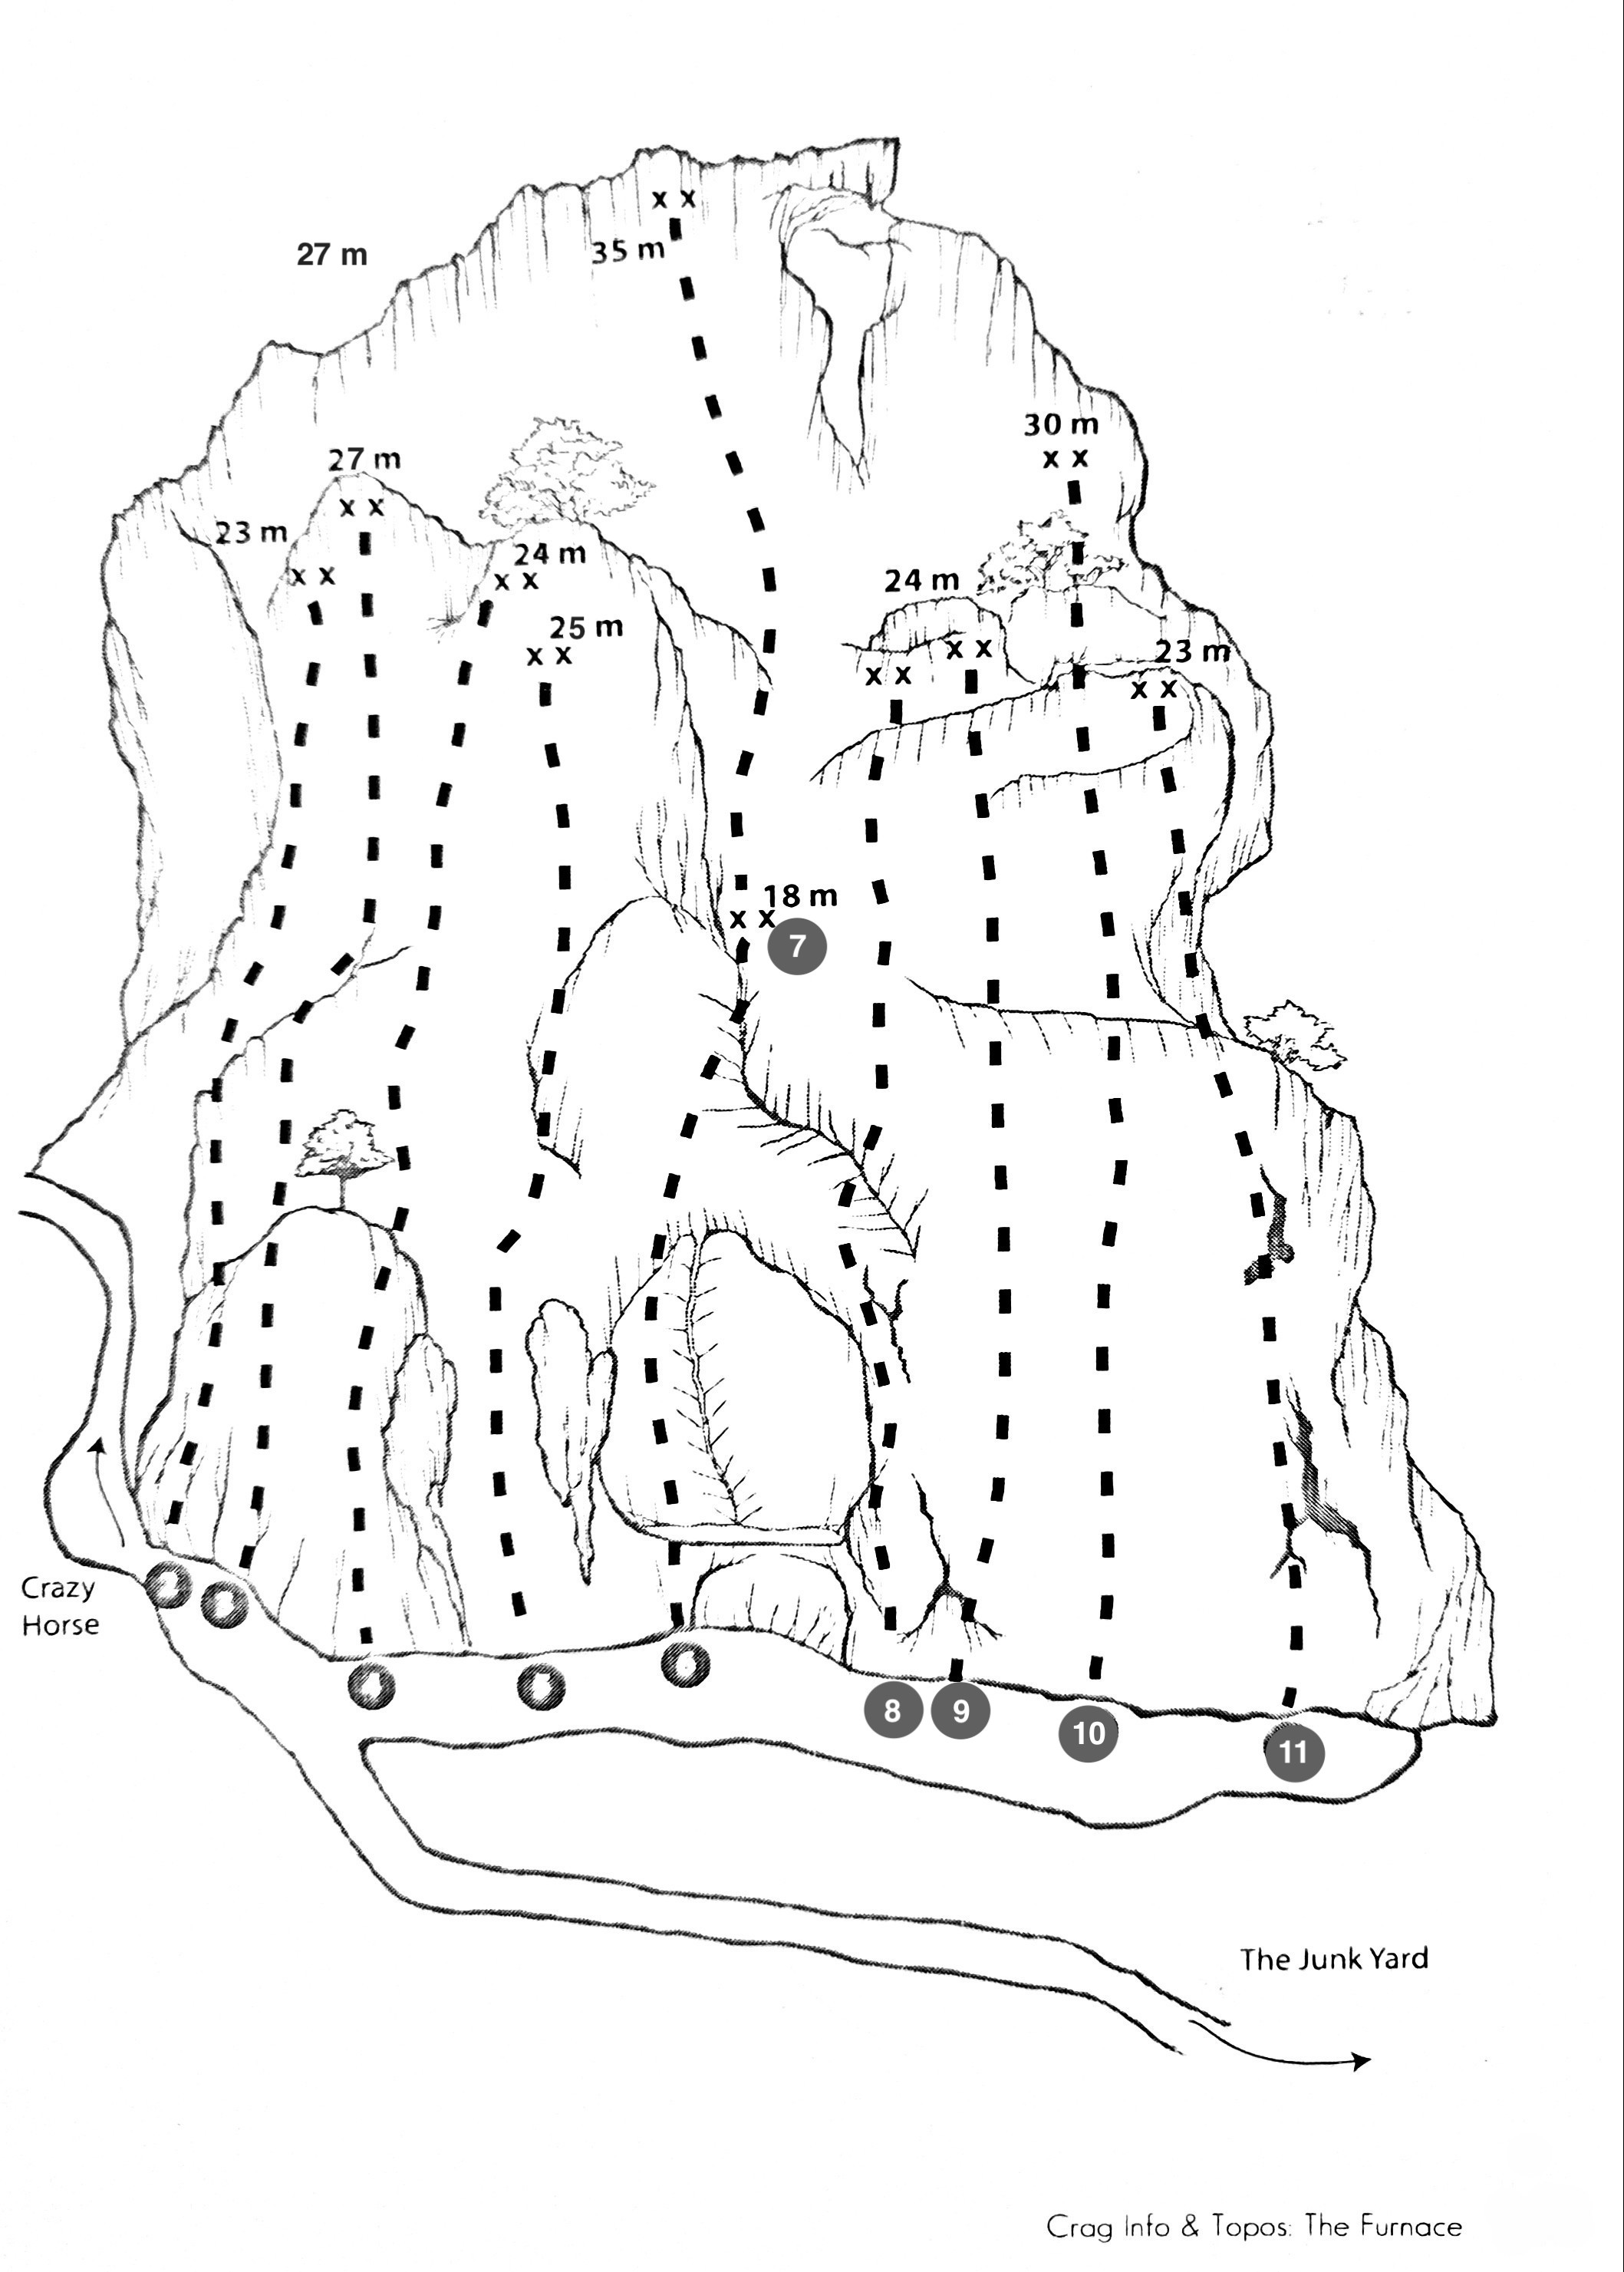 x x
35 m
27 m
30 m
x x
27 m
x x
23 m
x x
24 m
x x
24 m
25 m
x x
x x
x x
23 m
x x
18 m
x x
7
Crazy
Horse
8
9
10
11
The Junk Yard
Crag Info & Topos: The Furnace